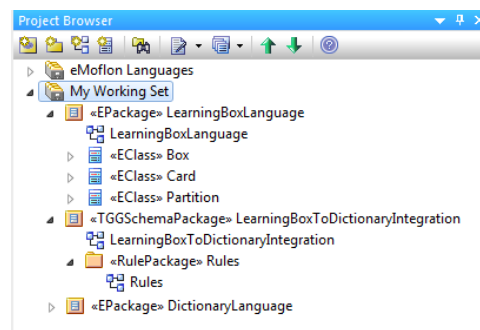 Project Browser
eMoflon Languages
My Working Set
«EPackage» LearningBoxLanguage
LearningBoxLanguage
«EClass» Box
«EClass» Card
«EClass» Partition
«TGGSchemaPackage» LearningBoxToDictionaryIntegration
LearningBoxToDictionaryIntegration
«RulePackage» Rules
Rules
«EPackage» DictionaryLanguage